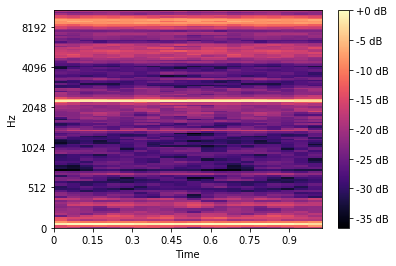 +0 dB
8192
-5 dB
4096
-10 dB
Hz
2048
-15 dB
-20 dB
1024
-25 dB
512
-30 dB
-35 dB
0
0 0.15 0.3 0.45 0.6 0.75 0.9
Time